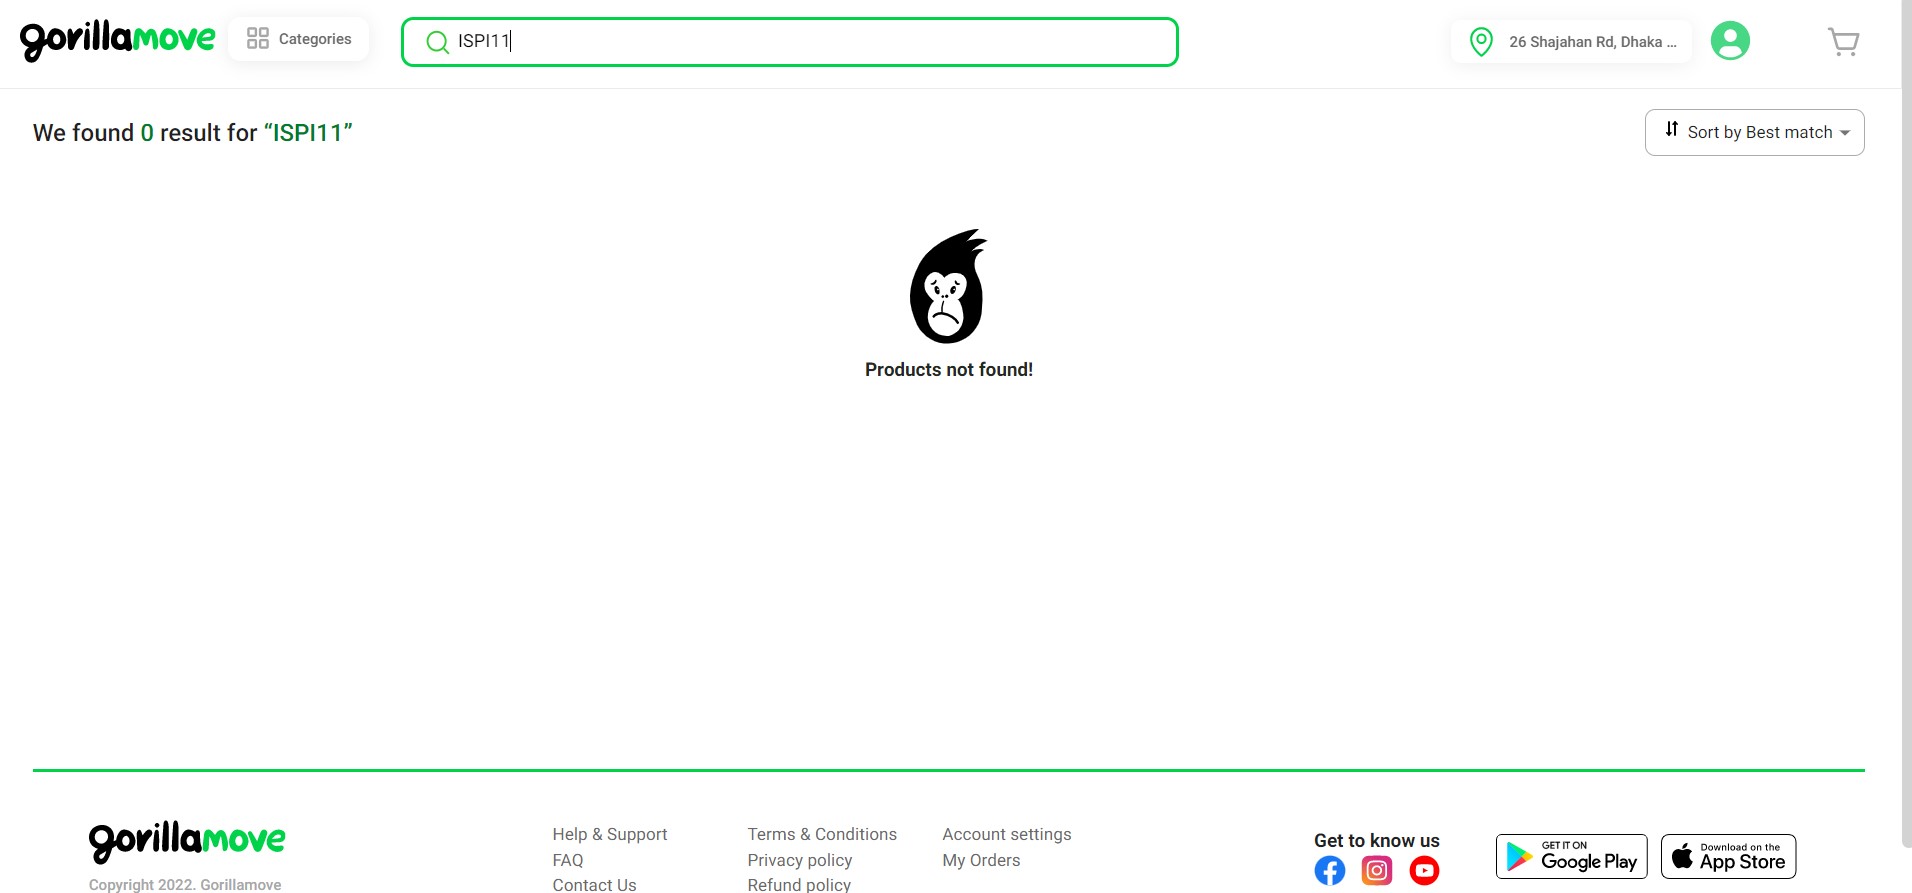 gorillamove
Categories
ISPI11
26 Shajahan Rd, Dhaka ...
We found 0 result for “ISPI11”
Sort by Best match
Products not found!
gorillamove
Copyright 2022. Gorillamove
Help & Support
FAQ
Contact Us
Terms & Conditions
Privacy policy
Refund policy
Account settings
My Orders
Get to know us
GET IT ON
Google Play
Download on the
App Store